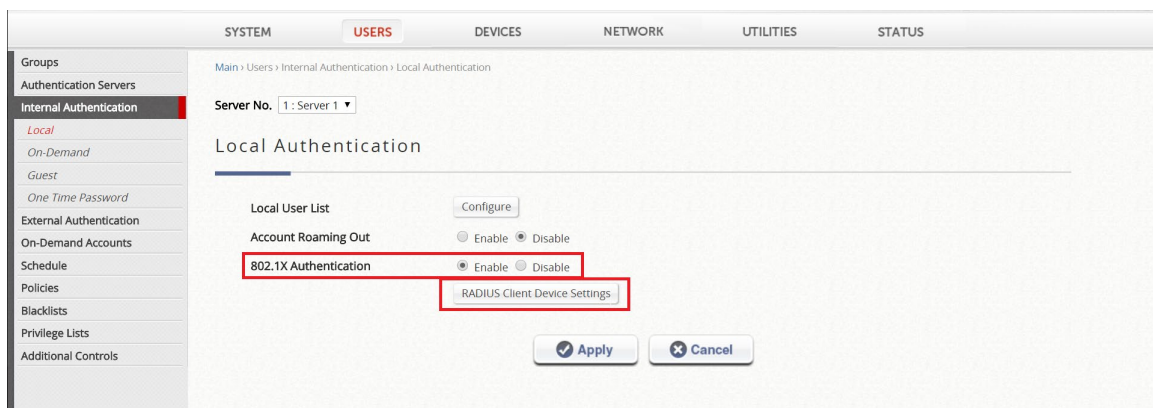 SYSTEM USERS DEVICES NETWORK UTILITIES STATUS
Groups
Authentication Servers
Internal Authentication
Local
On-Demand
Guest
One Time Password
External Authentication
On-Demand Accounts
Schedule
Policies
Blacklists
Privilege Lists
Additional Controls
Main › Users › Internal Authentication › Local Authentication
Server No. 1 : Server 1
Local Authentication
Local User List Configure
Account Roaming Out Enable Disable
802.1X Authentication Enable Disable
RADIUS Client Device Settings
Apply Cancel